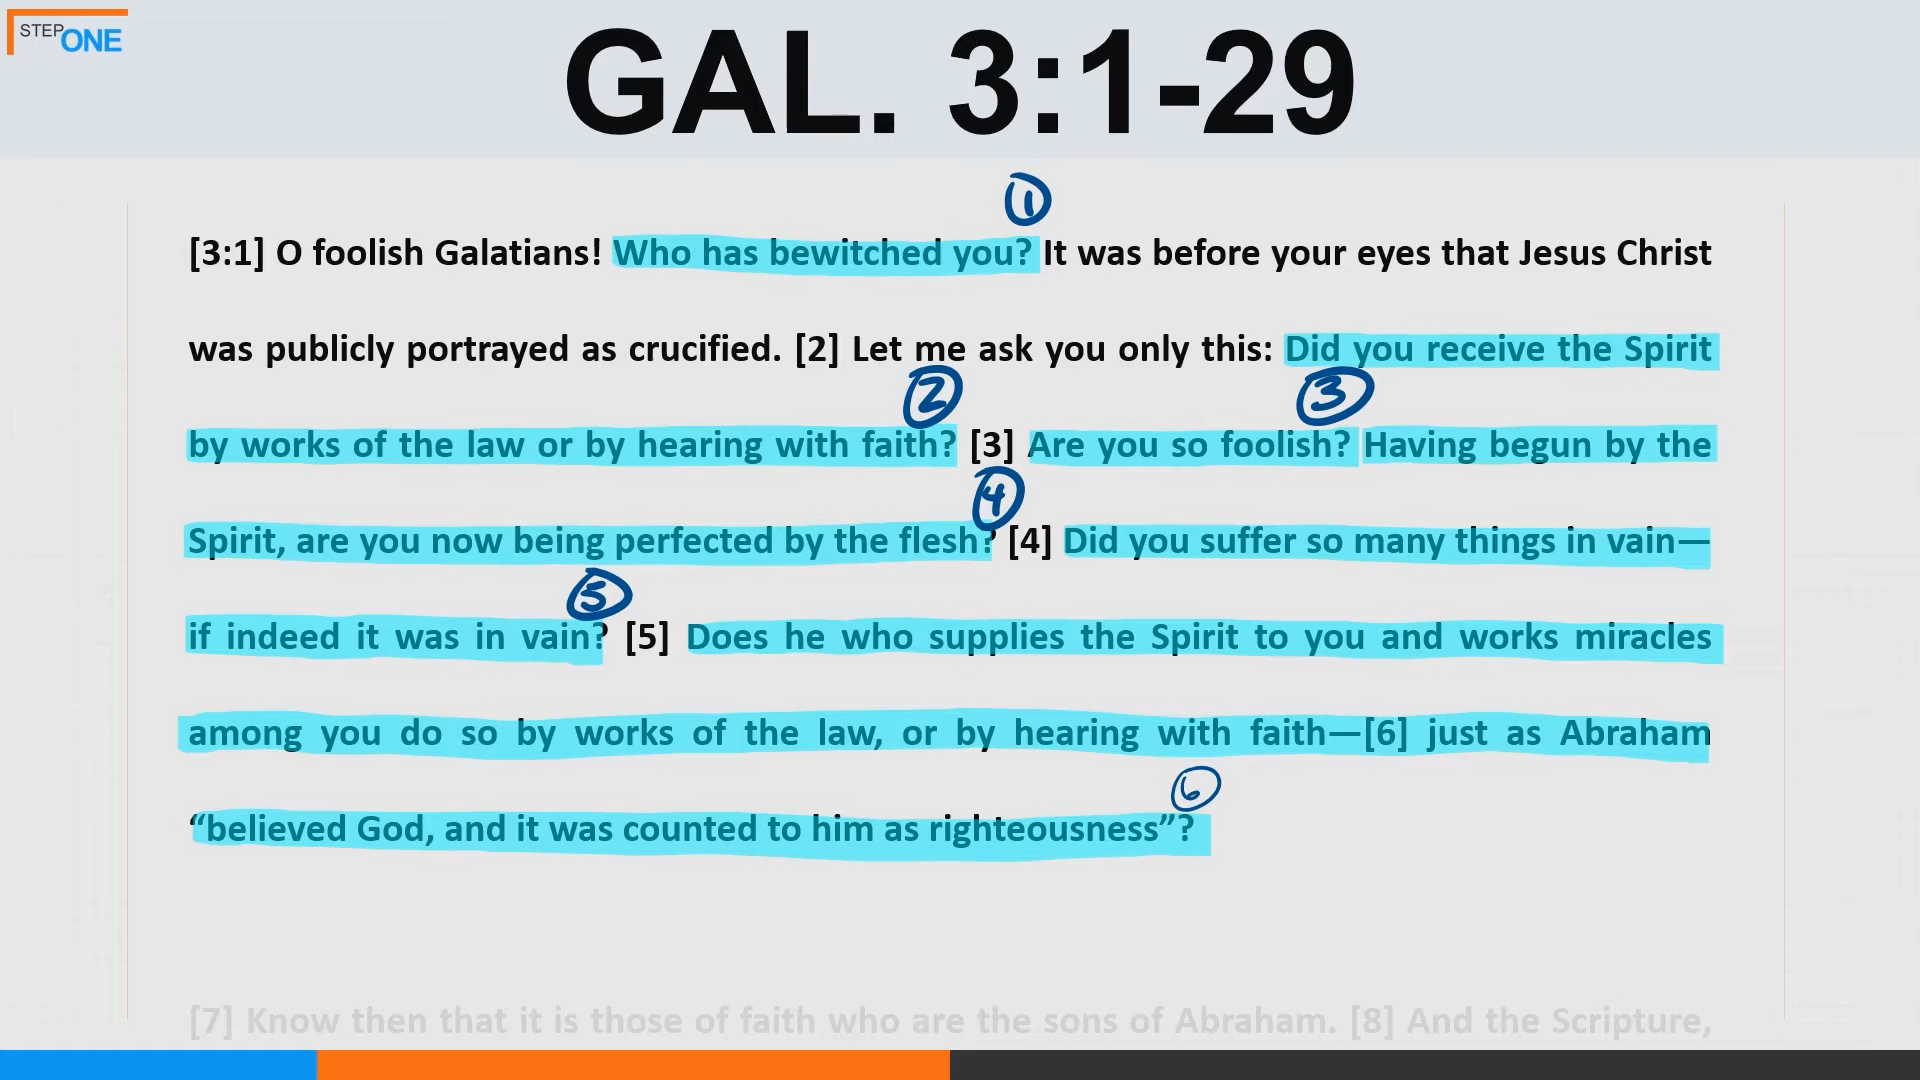 STEP ONE
GAL. 3:1-29
①
[3:1] O foolish Galatians! Who has bewitched you? It was before your eyes that Jesus Christ
was publicly portrayed as crucified. [2] Let me ask you only this: Did you receive the Spirit
② ③
by works of the law or by hearing with faith? [3] Are you so foolish? Having begun by the
④
Spirit, are you now being perfected by the flesh? [4] Did you suffer so many things in vain—
⑤
if indeed it was in vain? [5] Does he who supplies the Spirit to you and works miracles
among you do so by works of the law, or by hearing with faith—[6] just as Abraham
⑥
“believed God, and it was counted to him as righteousness”?
[7] Know then that it is those of faith who are the sons of Abraham. [8] And the Scripture,